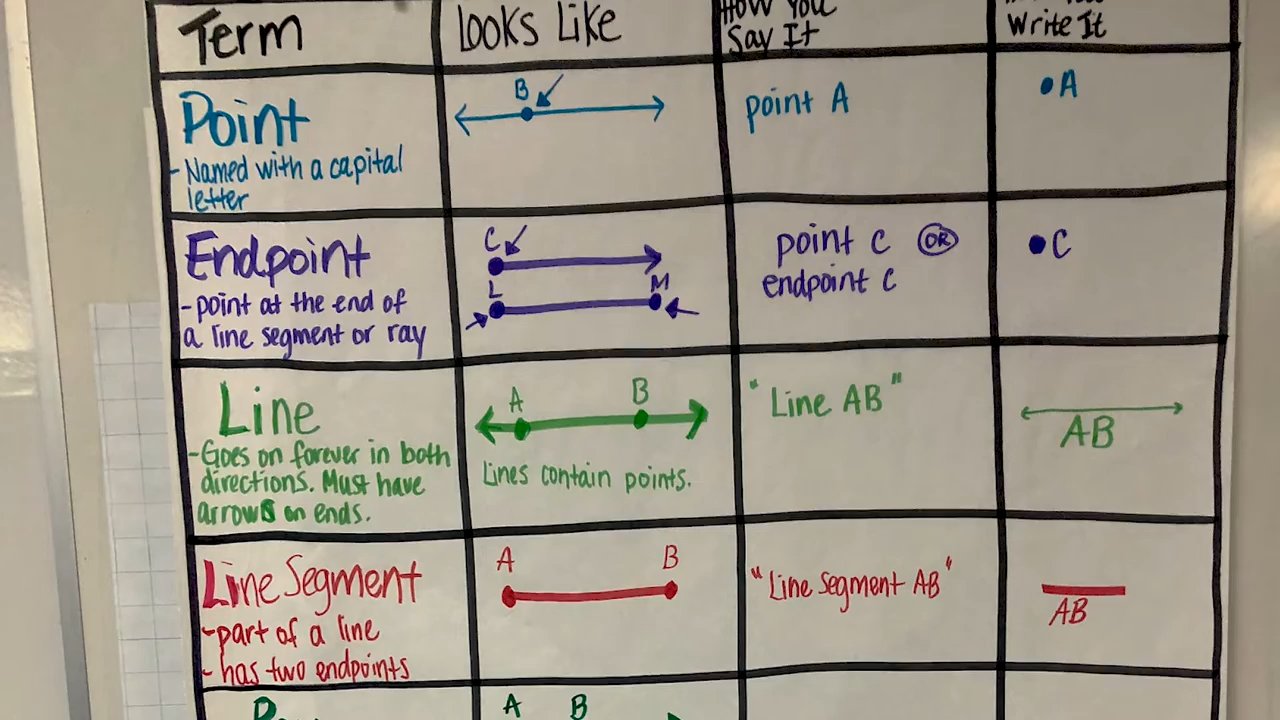 Term
Looks Like
How You
Say It
Write It
Point
- Named with a capital
letter
B
point A
•A
Endpoint
- point at the end of
a line segment or ray
C
L M
point C OR
endpoint C
•C
Line
- Goes on forever in both
directions. Must have
arrows on ends.
A B
Lines contain points.
"Line AB"
AB
Line Segment
- part of a line
- has two endpoints
A B
"Line Segment AB"
AB
A B